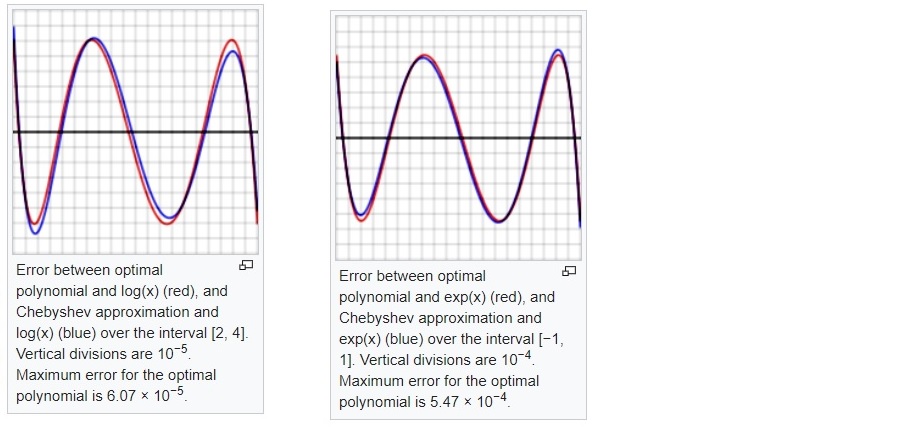 Error between optimal
polynomial and log(x) (red), and
Chebyshev approximation and
log(x) (blue) over the interval [2, 4].
Vertical divisions are 10⁻⁵.
Maximum error for the optimal
polynomial is 6.07 × 10⁻⁵.
Error between optimal
polynomial and exp(x) (red), and
Chebyshev approximation and
exp(x) (blue) over the interval [−1,
1]. Vertical divisions are 10⁻⁴.
Maximum error for the optimal
polynomial is 5.47 × 10⁻⁴.